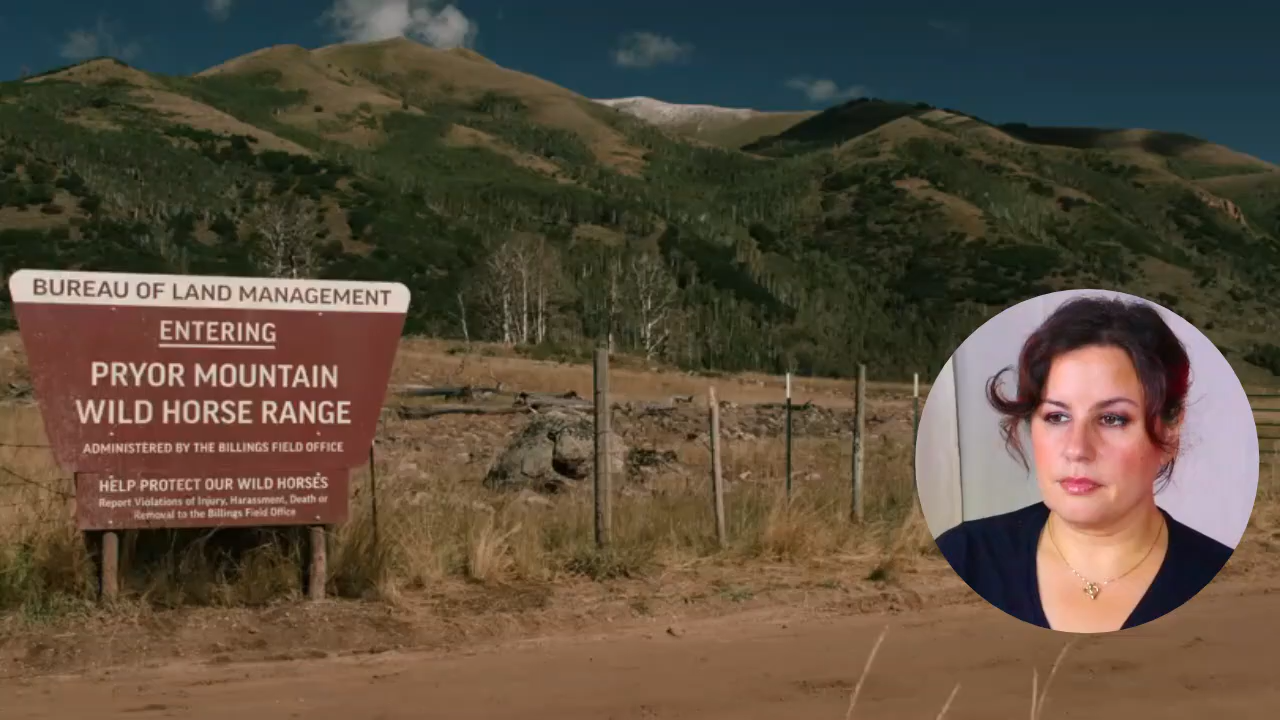 BUREAU OF LAND MANAGEMENT
ENTERING
PRYOR MOUNTAIN
WILD HORSE RANGE
ADMINISTERED BY THE BILLINGS FIELD OFFICE
HELP PROTECT OUR WILD HORSES
Report Violations of Injury, Harassment, Death or
Removal to the Billings Field Office